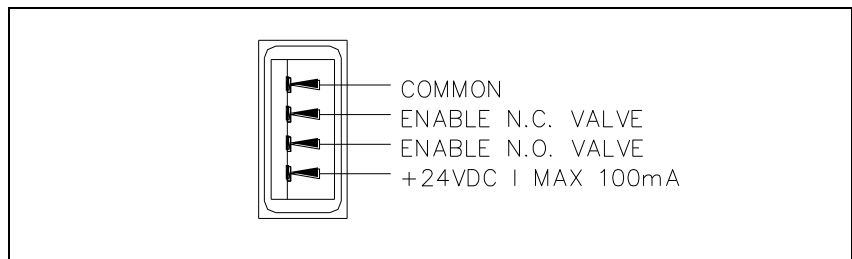 COMMON
ENABLE N.C. VALVE
ENABLE N.O. VALVE
+24VDC I MAX 100mA